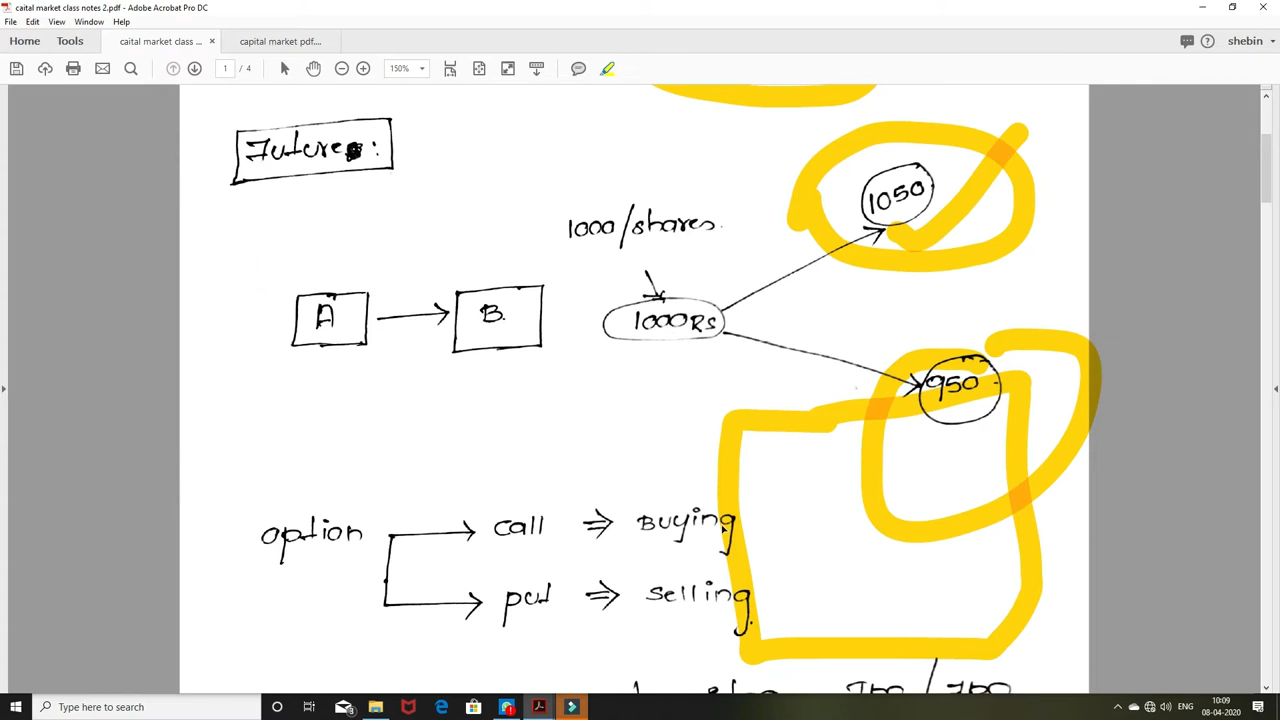 caital market class notes 2.pdf - Adobe Acrobat Pro DC
File Edit View Window Help
Home Tools caital market class ... × capital market pdf.... shebin
1 / 4 150%
Futures:
1050
1000/shares.
A B. 1000Rs
950
option call ⇒ Buying
put ⇒ selling
Type here to search
10:09
08-04-2020